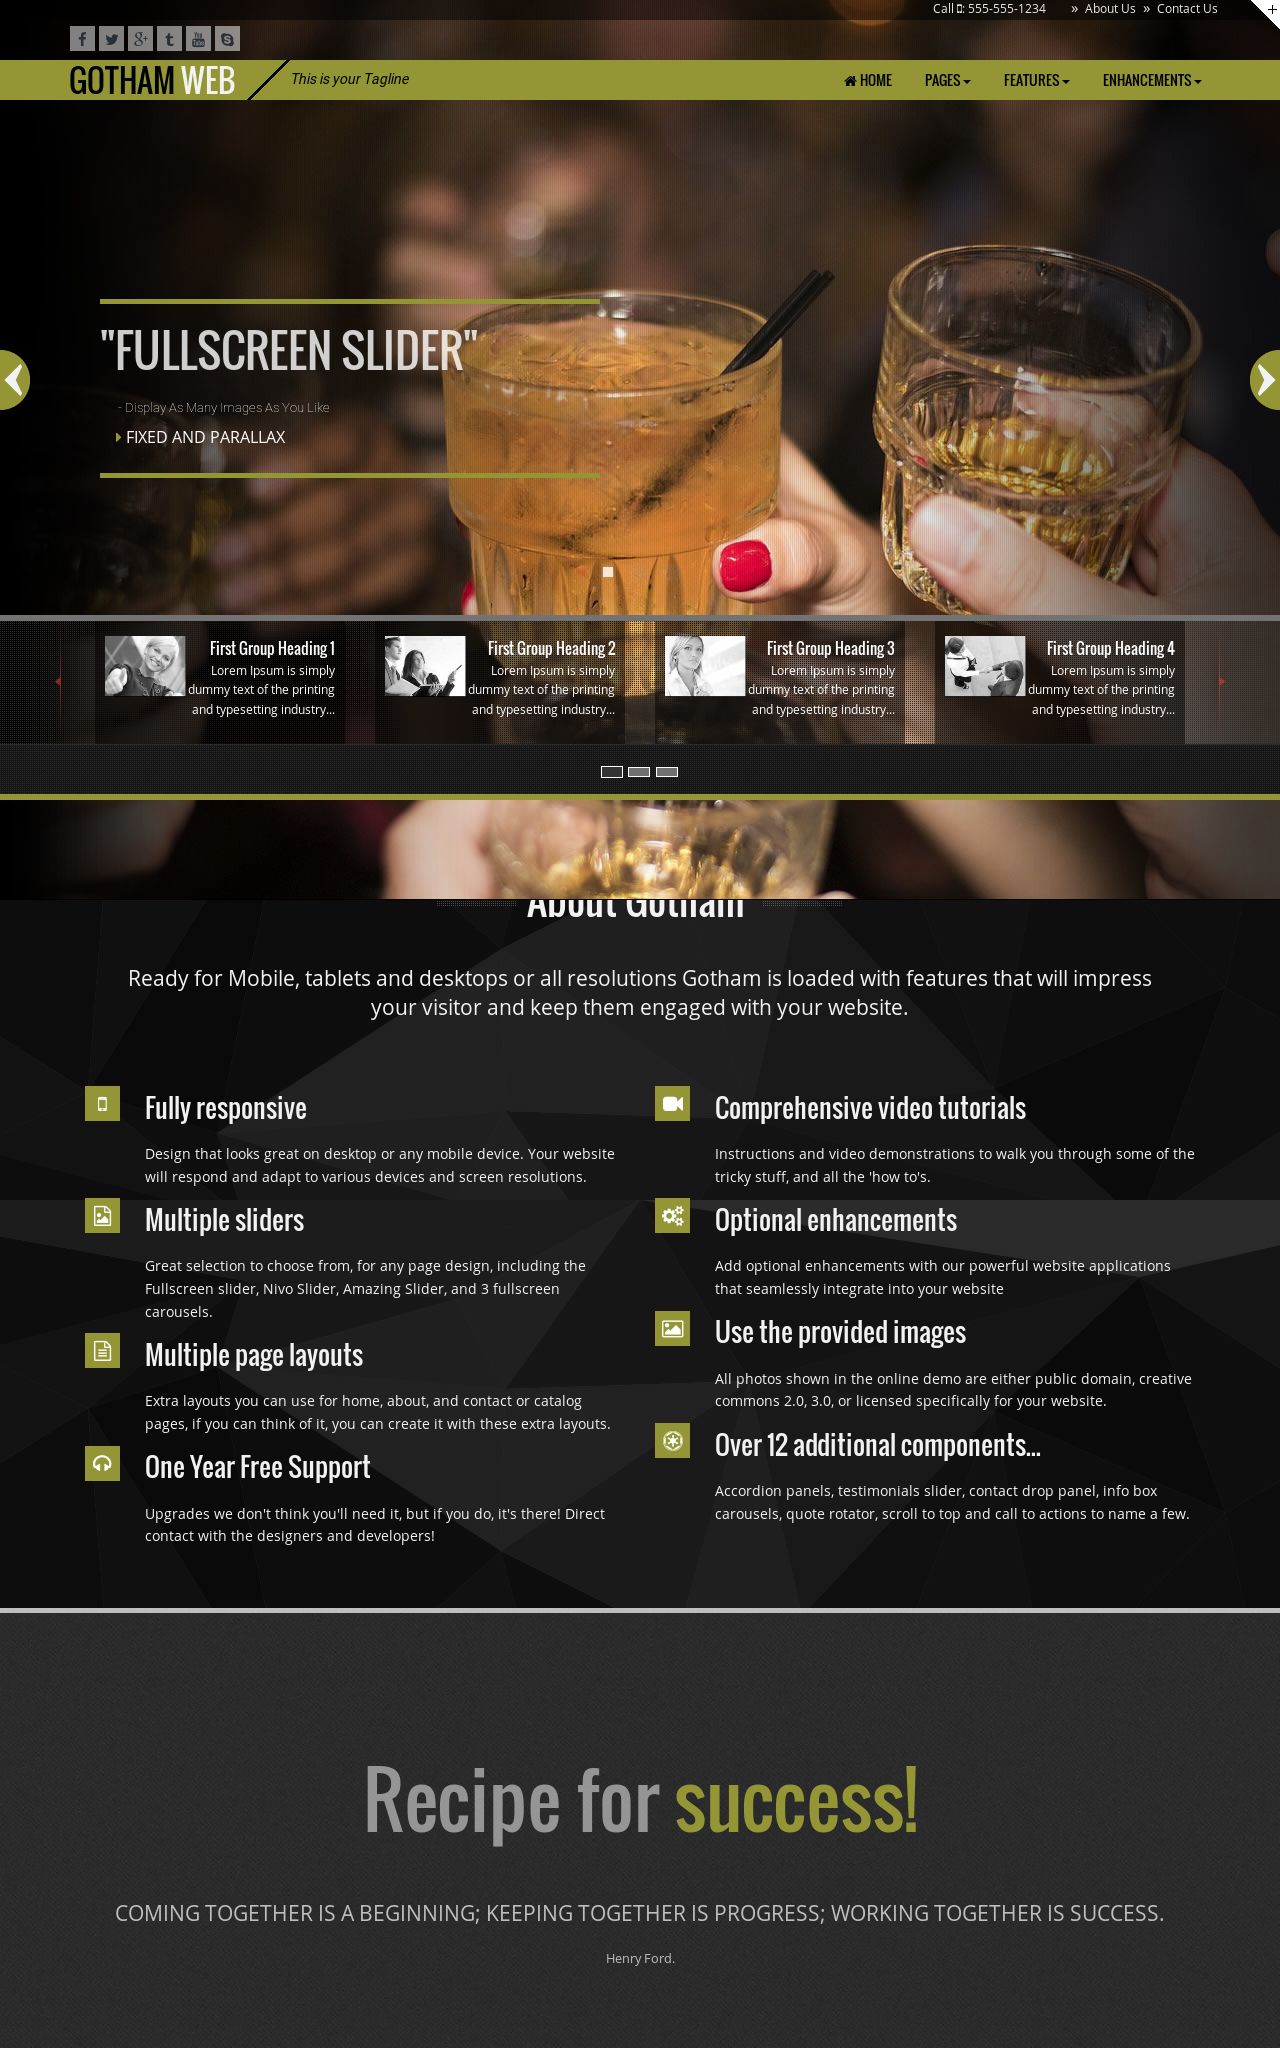 Call : 555-555-1234 » About Us » Contact Us
GOTHAM WEB
This is your Tagline
HOME PAGES FEATURES ENHANCEMENTS
"FULLSCREEN SLIDER"
- Display As Many Images As You Like
FIXED AND PARALLAX
First Group Heading 1
Lorem Ipsum is simply
dummy text of the printing
and typesetting industry...
First Group Heading 2
Lorem Ipsum is simply
dummy text of the printing
and typesetting industry...
First Group Heading 3
Lorem Ipsum is simply
dummy text of the printing
and typesetting industry...
First Group Heading 4
Lorem Ipsum is simply
dummy text of the printing
and typesetting industry...
About Gotham
Ready for Mobile, tablets and desktops or all resolutions Gotham is loaded with features that will impress
your visitor and keep them engaged with your website.
Fully responsive
Design that looks great on desktop or any mobile device. Your website
will respond and adapt to various devices and screen resolutions.
Multiple sliders
Great selection to choose from, for any page design, including the
Fullscreen slider, Nivo Slider, Amazing Slider, and 3 fullscreen
carousels.
Multiple page layouts
Extra layouts you can use for home, about, and contact or catalog
pages, if you can think of it, you can create it with these extra layouts.
One Year Free Support
Upgrades we don't think you'll need it, but if you do, it's there! Direct
contact with the designers and developers!
Comprehensive video tutorials
Instructions and video demonstrations to walk you through some of the
tricky stuff, and all the 'how to's.
Optional enhancements
Add optional enhancements with our powerful website applications
that seamlessly integrate into your website
Use the provided images
All photos shown in the online demo are either public domain, creative
commons 2.0, 3.0, or licensed specifically for your website.
Over 12 additional components...
Accordion panels, testimonials slider, contact drop panel, info box
carousels, quote rotator, scroll to top and call to actions to name a few.
Recipe for success!
COMING TOGETHER IS A BEGINNING; KEEPING TOGETHER IS PROGRESS; WORKING TOGETHER IS SUCCESS.
Henry Ford.